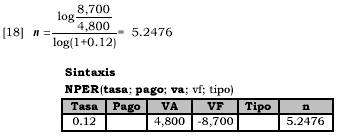 [18] n = log 8,700/4,800 / log(1+0.12) = 5.2476
Sintaxis
NPER(tasa; pago; va; vf; tipo)
Tasa Pago VA VF Tipo n
0.12 4,800 -8,700 5.2476